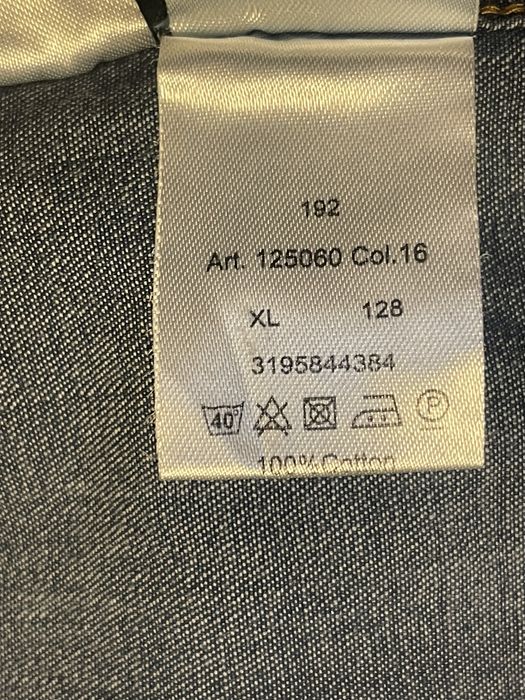 192
Art. 125060 Col.16
XL 128
3195844384
40° P
100% Cotton